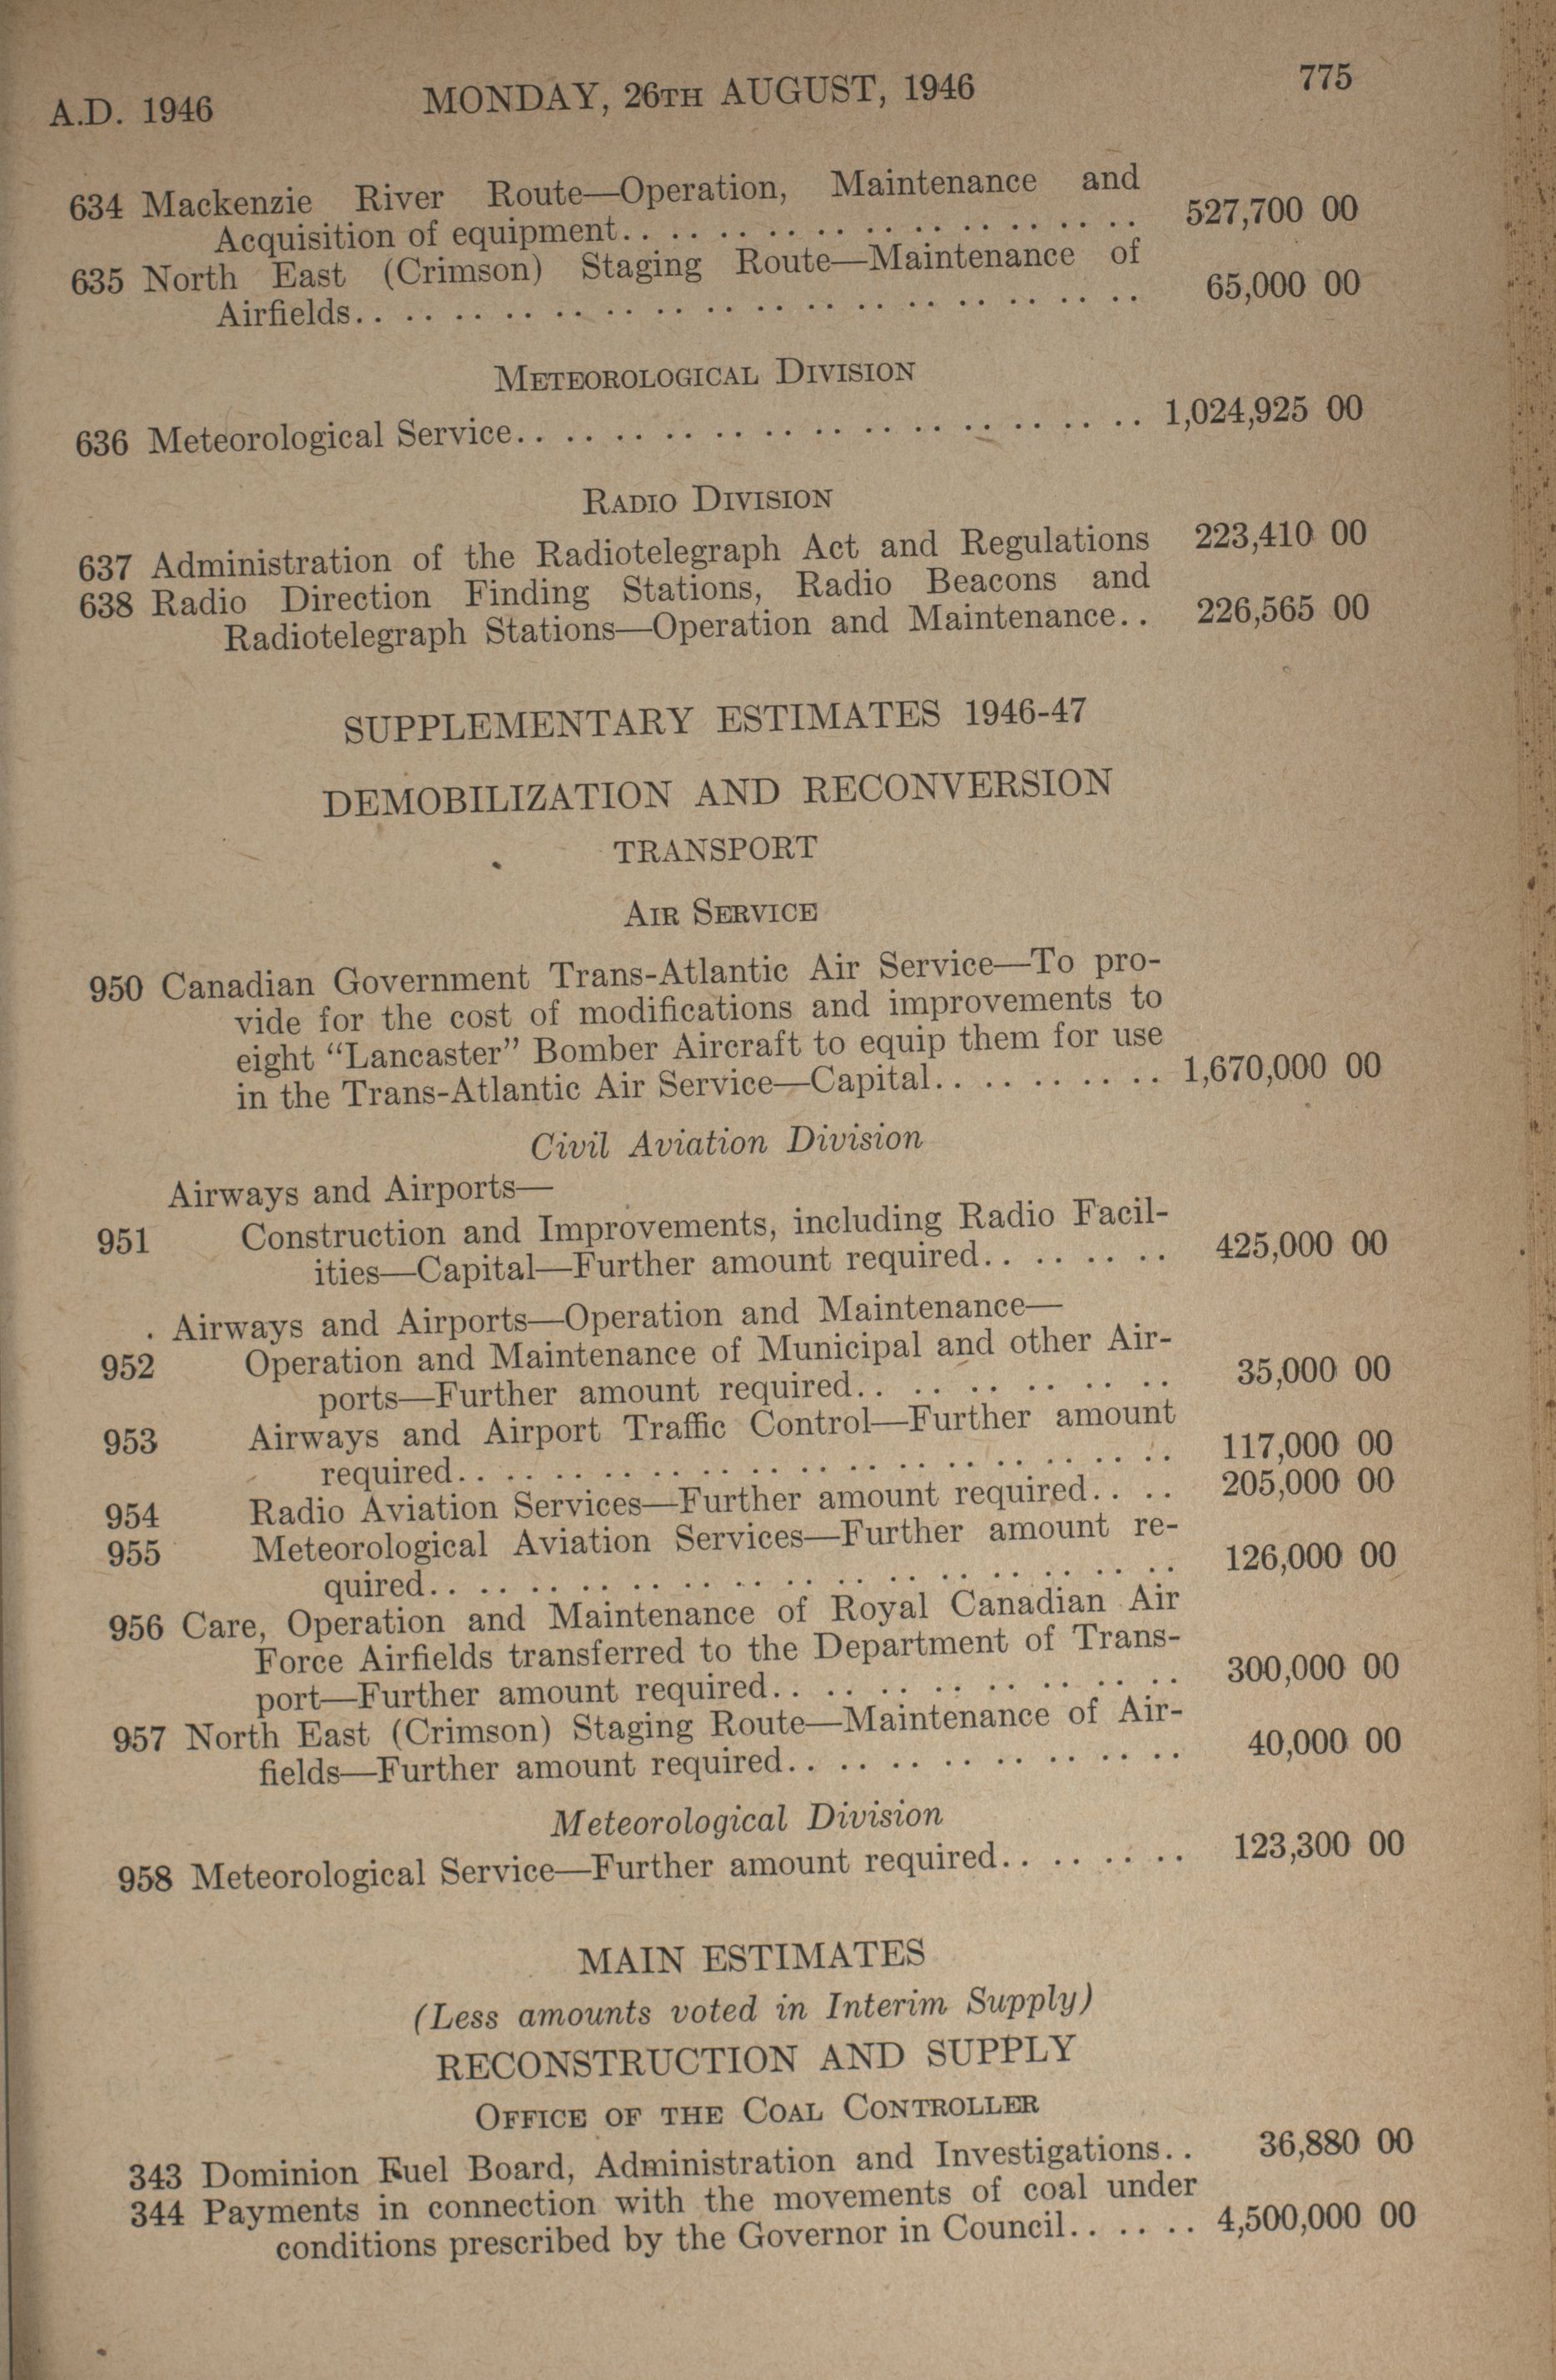 A.D. 1946 MONDAY, 26TH AUGUST, 1946 775
634 Mackenzie River Route—Operation, Maintenance and
Acquisition of equipment. . . . . . . . . . . . . . . . . . . . . . 527,700 00
635 North East (Crimson) Staging Route—Maintenance of
Airfields. . . . . . . . . . . . . . . . . . . . . . . . . . . . . . . . 65,000 00
METEOROLOGICAL DIVISION
636 Meteorological Service. . . . . . . . . . . . . . . . . . . . . . . . . . 1,024,925 00
RADIO DIVISION
637 Administration of the Radiotelegraph Act and Regulations 223,410 00
638 Radio Direction Finding Stations, Radio Beacons and
Radiotelegraph Stations—Operation and Maintenance. . 226,565 00
SUPPLEMENTARY ESTIMATES 1946-47
DEMOBILIZATION AND RECONVERSION
TRANSPORT
AIR SERVICE
950 Canadian Government Trans-Atlantic Air Service—To pro-
vide for the cost of modifications and improvements to
eight “Lancaster” Bomber Aircraft to equip them for use
in the Trans-Atlantic Air Service—Capital. . . . . . . . . . 1,670,000 00
Civil Aviation Division
Airways and Airports—
951 Construction and Improvements, including Radio Facil-
ities—Capital—Further amount required. . . . . . . . 425,000 00
Airways and Airports—Operation and Maintenance—
952 Operation and Maintenance of Municipal and other Air-
ports—Further amount required. . . . . . . . . . . . . 35,000 00
953 Airways and Airport Traffic Control—Further amount
required. . . . . . . . . . . . . . . . . . . . . . . . . . . . . 117,000 00
954 Radio Aviation Services—Further amount required. . . . 205,000 00
955 Meteorological Aviation Services—Further amount re-
quired. . . . . . . . . . . . . . . . . . . . . . . . . . . . . . 126,000 00
956 Care, Operation and Maintenance of Royal Canadian Air
Force Airfields transferred to the Department of Trans-
port—Further amount required. . . . . . . . . . . . . . . . 300,000 00
957 North East (Crimson) Staging Route—Maintenance of Air-
fields—Further amount required. . . . . . . . . . . . . . . . 40,000 00
Meteorological Division
958 Meteorological Service—Further amount required. . . . . . . . 123,300 00
MAIN ESTIMATES
(Less amounts voted in Interim Supply)
RECONSTRUCTION AND SUPPLY
OFFICE OF THE COAL CONTROLLER
343 Dominion Fuel Board, Administration and Investigations. . 36,880 00
344 Payments in connection with the movements of coal under
conditions prescribed by the Governor in Council. . . . . . 4,500,000 00